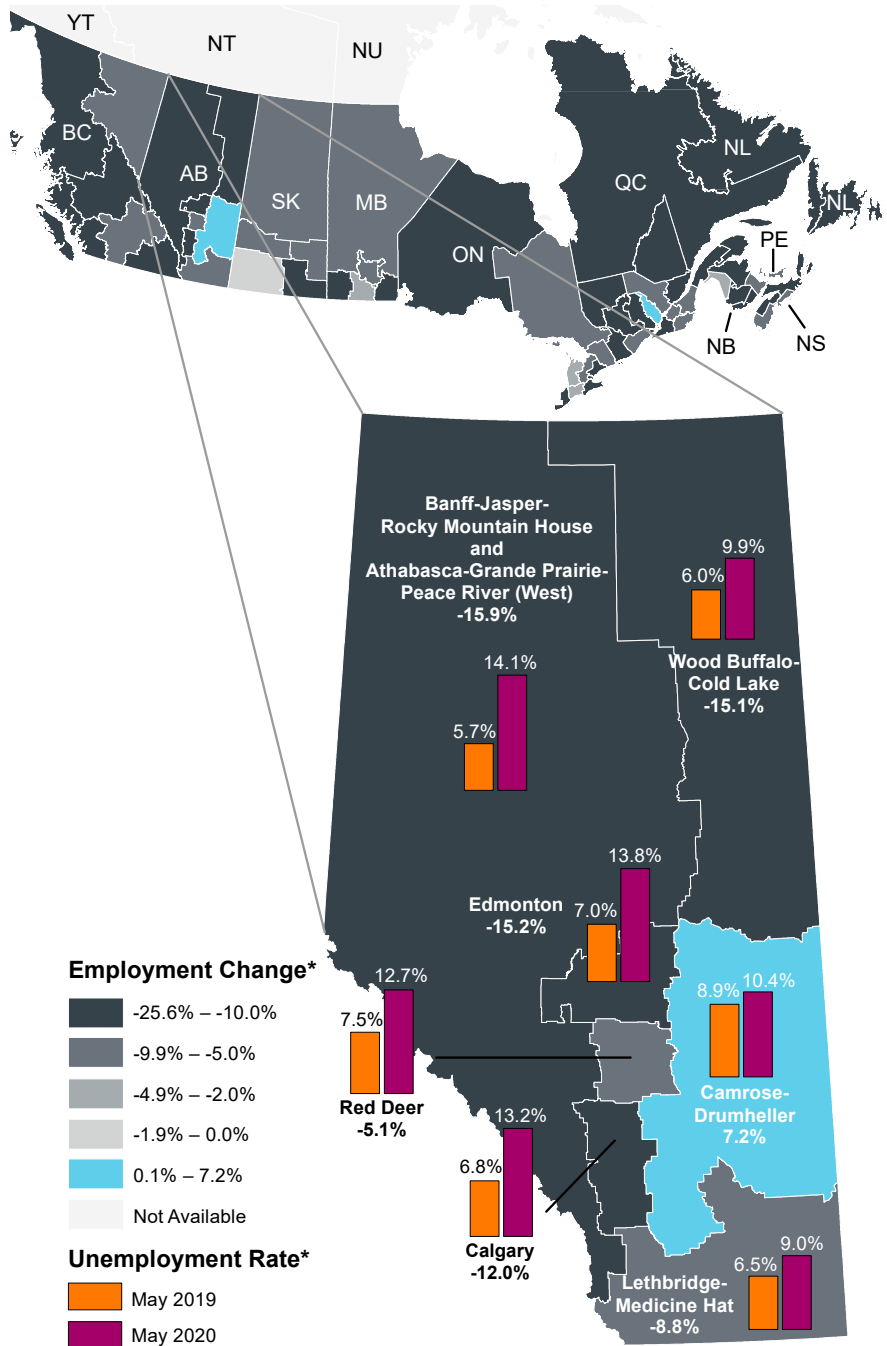 YT
NT
NU
BC
AB
SK
MB
ON
QC
NL
NL
PE
NB
NS
Banff-Jasper-
Rocky Mountain House
and
Athabasca-Grande Prairie-
Peace River (West)
-15.9%
5.7%
14.1%
6.0%
9.9%
Wood Buffalo-
Cold Lake
-15.1%
Edmonton
-15.2%
7.0%
13.8%
7.5%
12.7%
Red Deer
-5.1%
8.9%
10.4%
Camrose-
Drumheller
7.2%
6.8%
13.2%
Calgary
-12.0%
Lethbridge-
Medicine Hat
-8.8%
6.5%
9.0%
Employment Change*
-25.6% – -10.0%
-9.9% – -5.0%
-4.9% – -2.0%
-1.9% – 0.0%
0.1% – 7.2%
Not Available
Unemployment Rate*
May 2019
May 2020